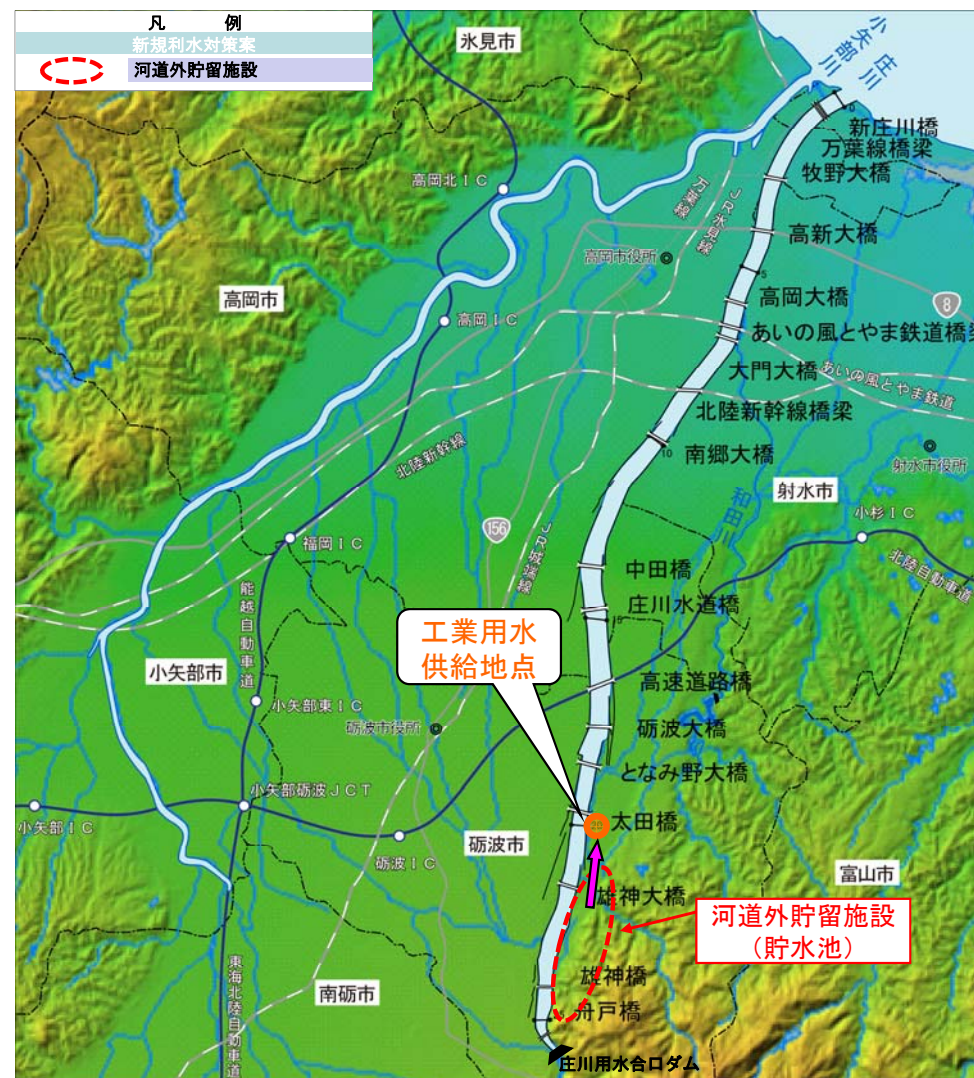 凡 例
新規利水対策案
河道外貯留施設
氷見市
小矢部川
庄川
0
新庄川橋
万葉線橋梁
牧野大橋
高岡北IC
万葉線
JR氷見線
高新大橋
高岡市役所
5
高岡市
高岡大橋
8
高岡IC
あいの風とやま鉄道橋梁
大門大橋
あいの風とやま鉄道
北陸新幹線橋梁
北陸新幹線
10
南郷大橋
射水市役所
射水市
和田川
小杉IC
156
JR城端線
福岡IC
北陸自動車道
中田橋
能越自動車道
庄川水道橋
工業用水
供給地点
小矢部市
高速道路橋
小矢部東IC
砺波市役所
砺波大橋
となみ野大橋
小矢部砺波JCT
小矢部IC
20
太田橋
砺波IC
砺波市
富山市
雄神大橋
河道外貯留施設
(貯水池)
東海北陸自動車道
南砺市
雄神橋
舟戸橋
庄川用水合口ダム